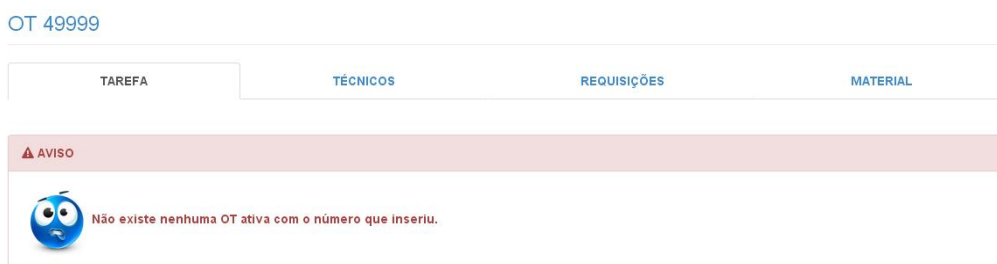 OT 49999
TAREFA
TÉCNICOS
REQUISIÇÕES
MATERIAL
AVISO
Não existe nenhuma OT ativa com o número que inseriu.